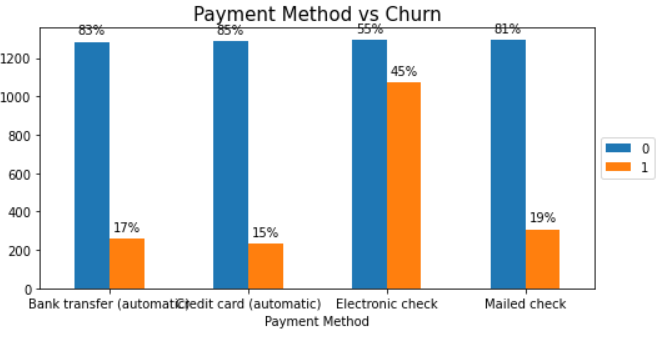 Payment Method vs Churn
83%
85%
55%
81%
1200
1000
800
600
400
200
0
45%
17%
15%
19%
0
1
Bank transfer (automatic)
Credit card (automatic)
Electronic check
Mailed check
Payment Method